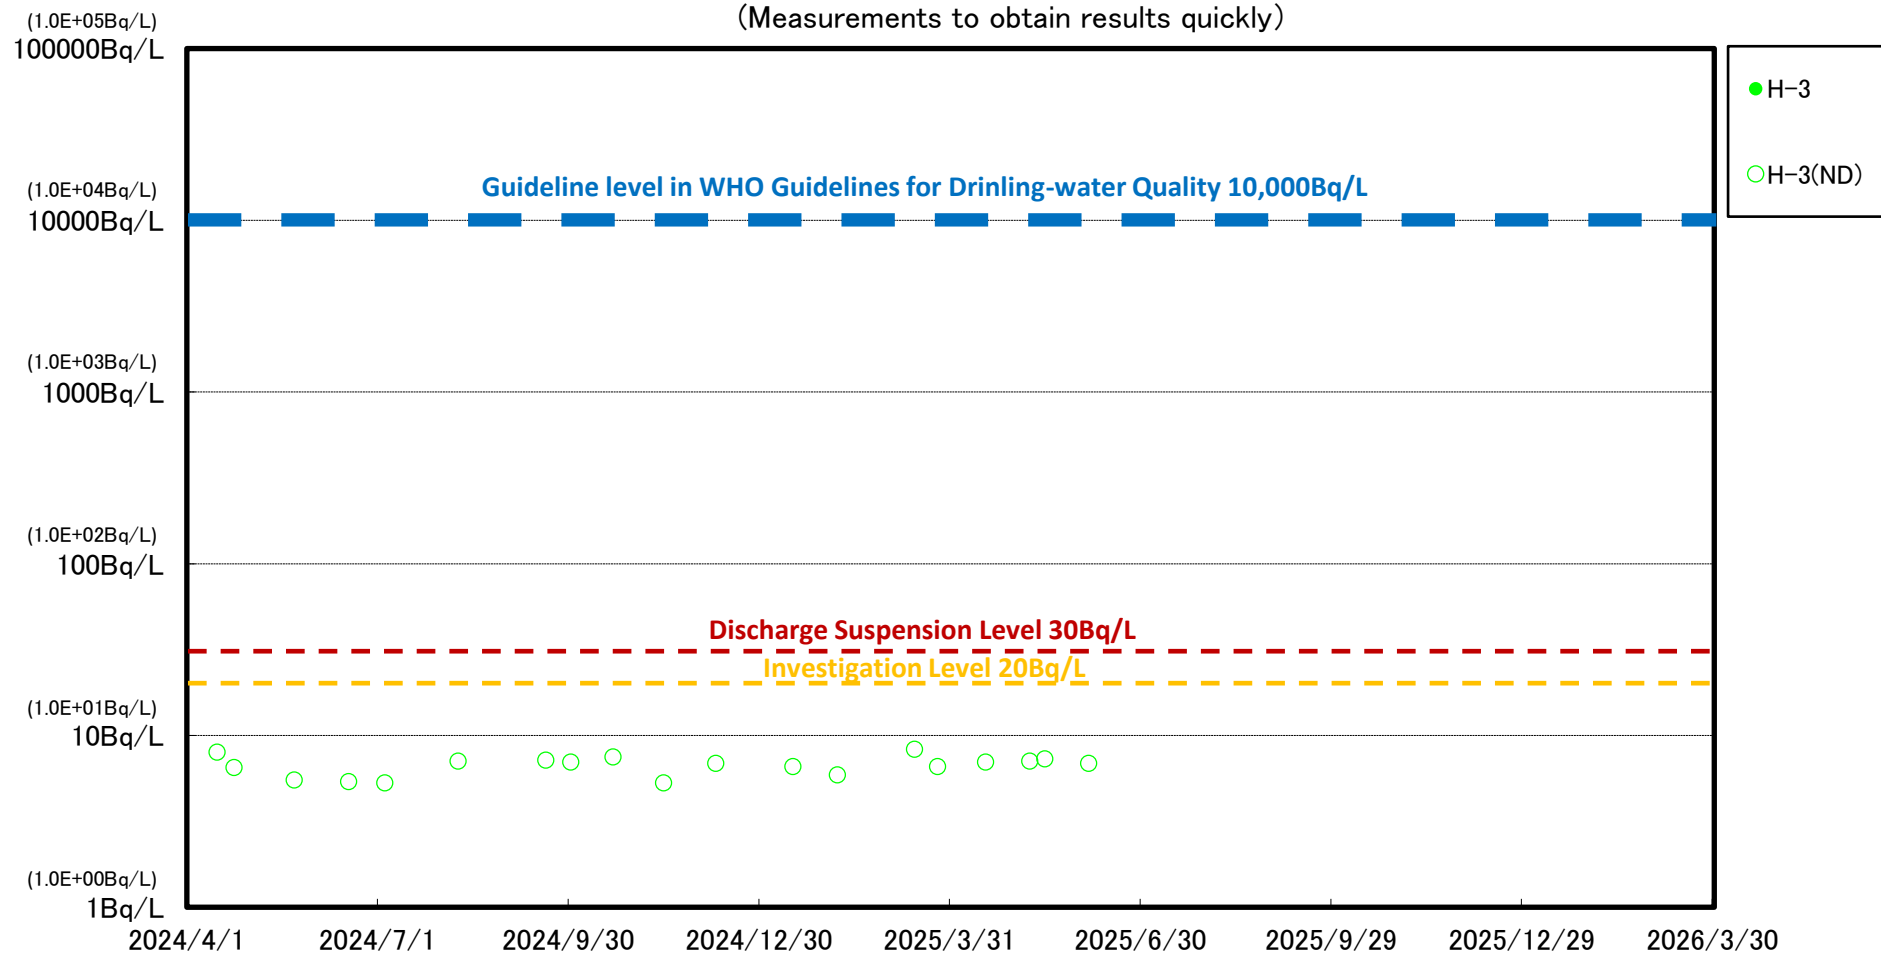 (Measurements to obtain results quickly)
(1.0E+05Bq/L)
100000Bq/L
H-3
H-3(ND)
Guideline level in WHO Guidelines for Drinling-water Quality 10,000Bq/L
(1.0E+04Bq/L)
10000Bq/L
(1.0E+03Bq/L)
1000Bq/L
(1.0E+02Bq/L)
100Bq/L
Discharge Suspension Level 30Bq/L
Investigation Level 20Bq/L
(1.0E+01Bq/L)
10Bq/L
(1.0E+00Bq/L)
1Bq/L
2024/4/1 2024/7/1 2024/9/30 2024/12/30 2025/3/31 2025/6/30 2025/9/29 2025/12/29 2026/3/30